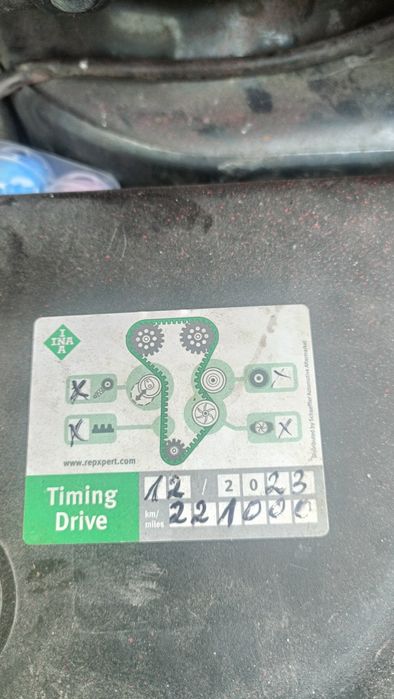 I
INA
A
X
X
X
X
www.repxpert.com
Distributed by Schaeffler Automotive Aftermarket
Timing
Drive
12 / 2023
km/
miles
221000